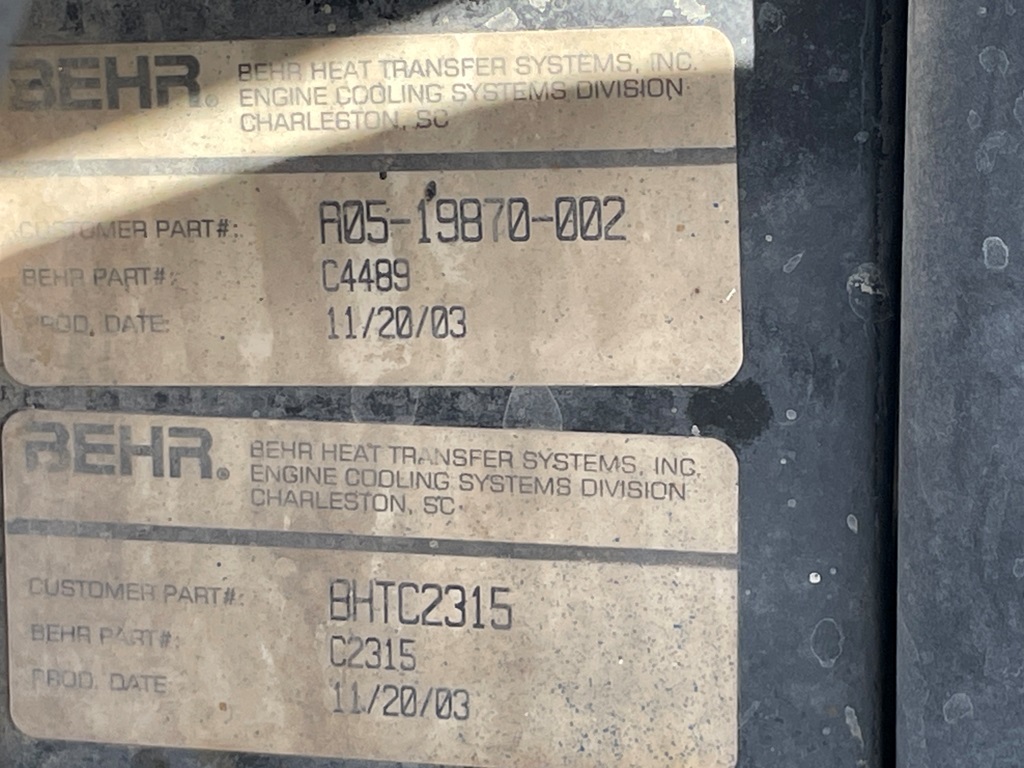 BEHR® BEHR HEAT TRANSFER SYSTEMS, INC.
ENGINE COOLING SYSTEMS DIVISION
CHARLESTON, SC
CUSTOMER PART#: A05-19870-002
BEHR PART#: C4489
PROD. DATE: 11/20/03
BEHR® BEHR HEAT TRANSFER SYSTEMS, INC.
ENGINE COOLING SYSTEMS DIVISION
CHARLESTON, SC
CUSTOMER PART#: BHTC2315
BEHR PART#: C2315
PROD. DATE 11/20/03